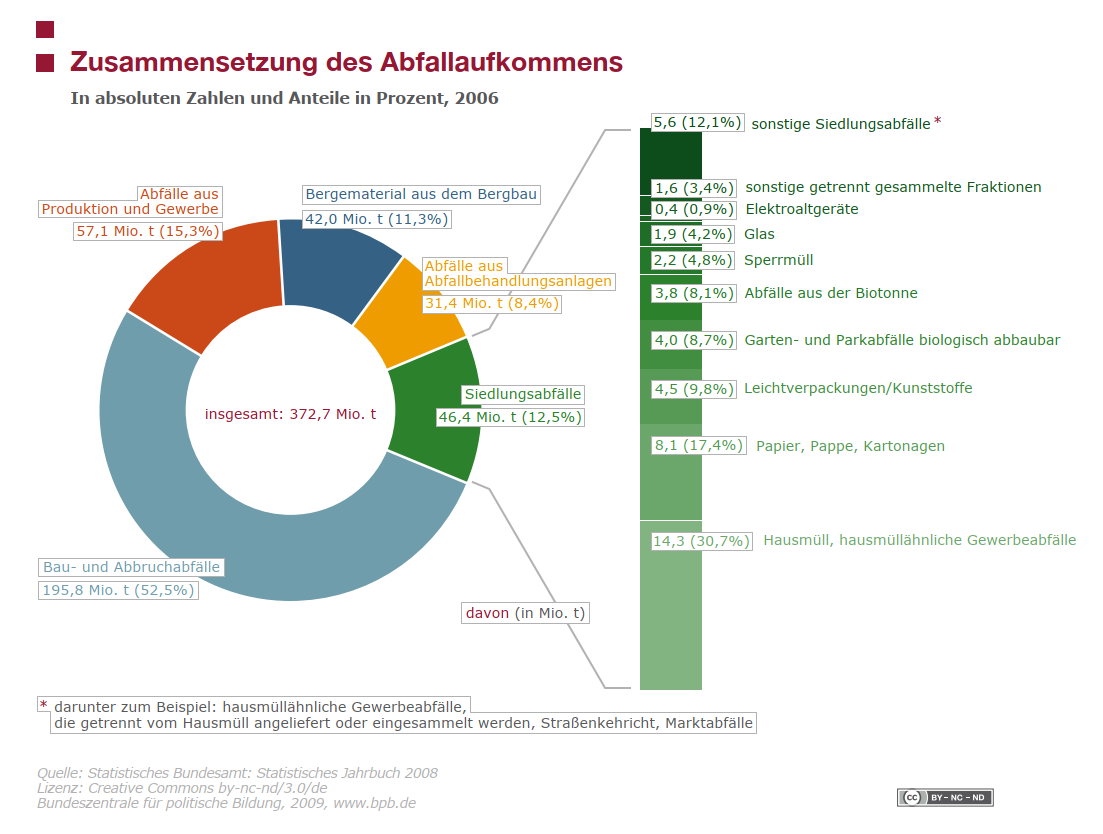 Zusammensetzung des Abfallaufkommens
In absoluten Zahlen und Anteile in Prozent, 2006
Abfälle aus
Produktion und Gewerbe
57,1 Mio. t (15,3%)
Bergematerial aus dem Bergbau
42,0 Mio. t (11,3%)
Abfälle aus
Abfallbehandlungsanlagen
31,4 Mio. t (8,4%)
Siedlungsabfälle
46,4 Mio. t (12,5%)
insgesamt: 372,7 Mio. t
Bau- und Abbruchabfälle
195,8 Mio. t (52,5%)
davon (in Mio. t)
5,6 (12,1%) sonstige Siedlungsabfälle *
1,6 (3,4%) sonstige getrennt gesammelte Fraktionen
0,4 (0,9%) Elektroaltgeräte
1,9 (4,2%) Glas
2,2 (4,8%) Sperrmüll
3,8 (8,1%) Abfälle aus der Biotonne
4,0 (8,7%) Garten- und Parkabfälle biologisch abbaubar
4,5 (9,8%) Leichtverpackungen/Kunststoffe
8,1 (17,4%) Papier, Pappe, Kartonagen
14,3 (30,7%) Hausmüll, hausmüllähnliche Gewerbeabfälle
* darunter zum Beispiel: hausmüllähnliche Gewerbeabfälle,
die getrennt vom Hausmüll angeliefert oder eingesammelt werden, Straßenkehricht, Marktabfälle
Quelle: Statistisches Bundesamt: Statistisches Jahrbuch 2008
Lizenz: Creative Commons by-nc-nd/3.0/de
Bundeszentrale für politische Bildung, 2009, www.bpb.de
cc BY - NC - ND